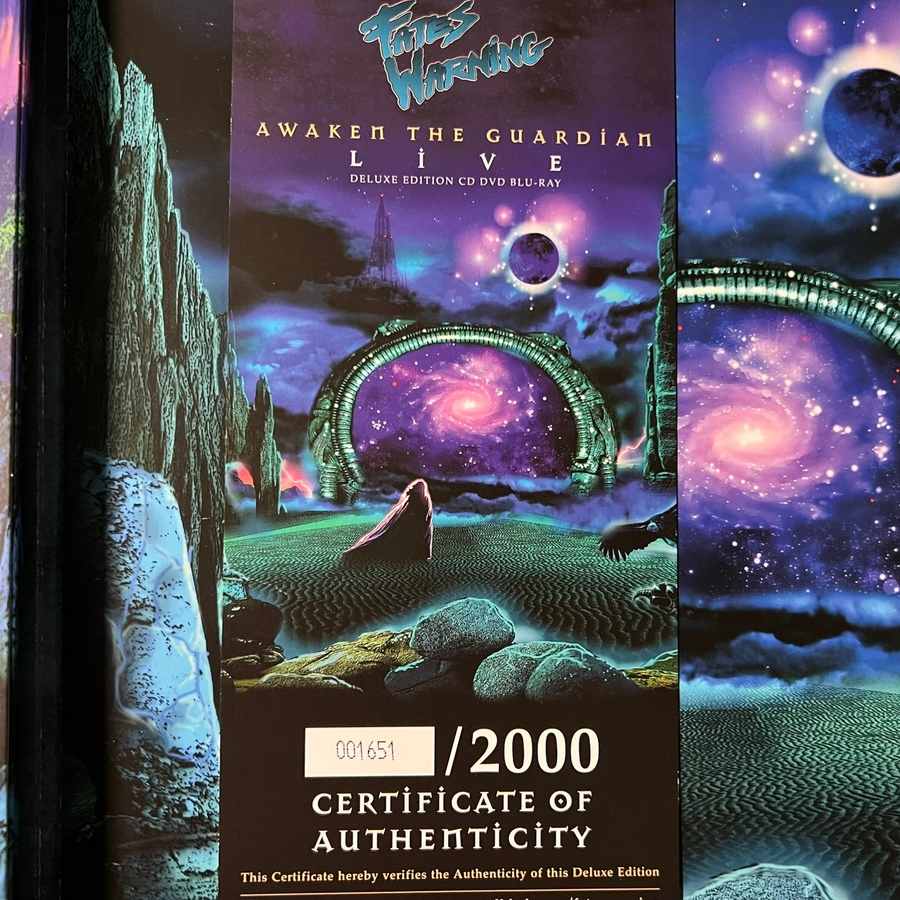 FATES
WARNING
AWAKEN THE GUARDIAN
LIVE
DELUXE EDITION CD DVD BLU-RAY
001651 /2000
CERTIFICATE OF
AUTHENTICITY
This Certificate hereby verifies the Authenticity of this Deluxe Edition